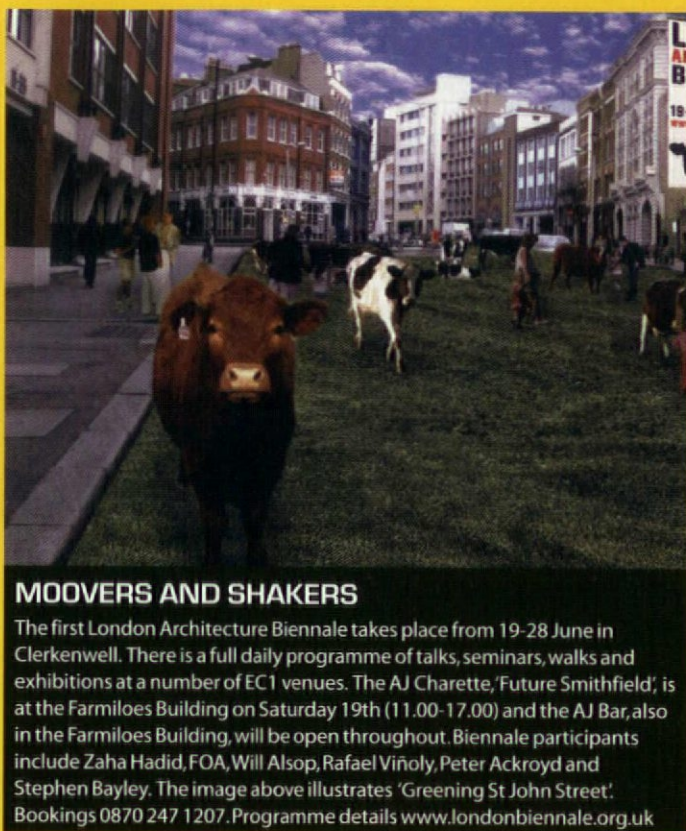 L
B
19
MOOVERS AND SHAKERS
The first London Architecture Biennale takes place from 19-28 June in
Clerkenwell. There is a full daily programme of talks, seminars, walks and
exhibitions at a number of EC1 venues. The AJ Charette, 'Future Smithfield', is
at the Farmiloes Building on Saturday 19th (11.00-17.00) and the AJ Bar, also
in the Farmiloes Building, will be open throughout. Biennale participants
include Zaha Hadid, FOA, Will Alsop, Rafael Viñoly, Peter Ackroyd and
Stephen Bayley. The image above illustrates 'Greening St John Street'.
Bookings 0870 247 1207. Programme details www.londonbiennale.org.uk